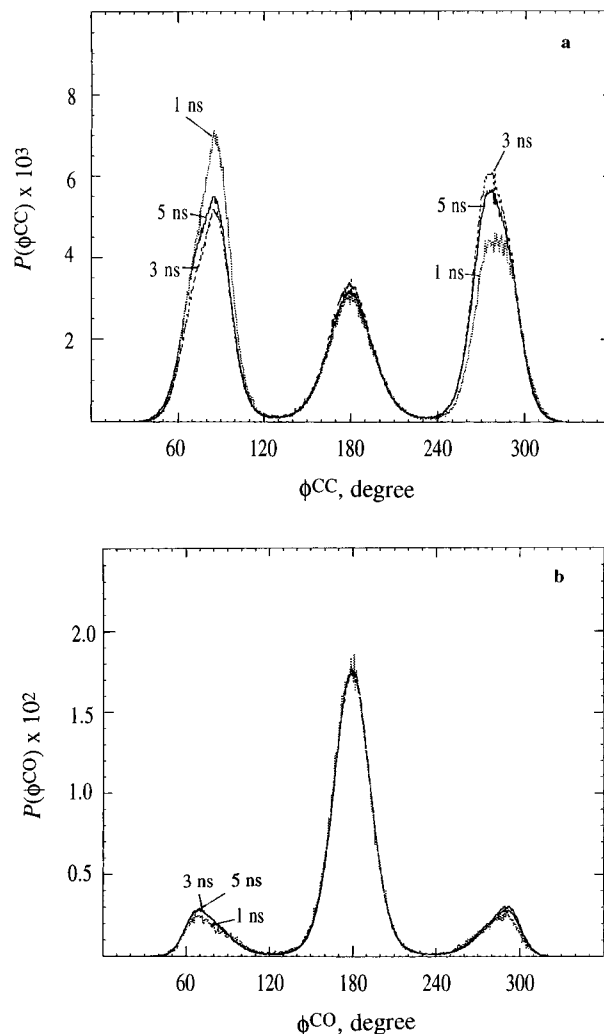 a
P(ϕCC) x 10³
8
6
4
2
1 ns
5 ns
3 ns
3 ns
5 ns
1 ns
60 120 180 240 300
ϕCC, degree
b
P(ϕCO) x 10²
2.0
1.5
1.0
0.5
3 ns 5 ns
1 ns
60 120 180 240 300
ϕCO, degree